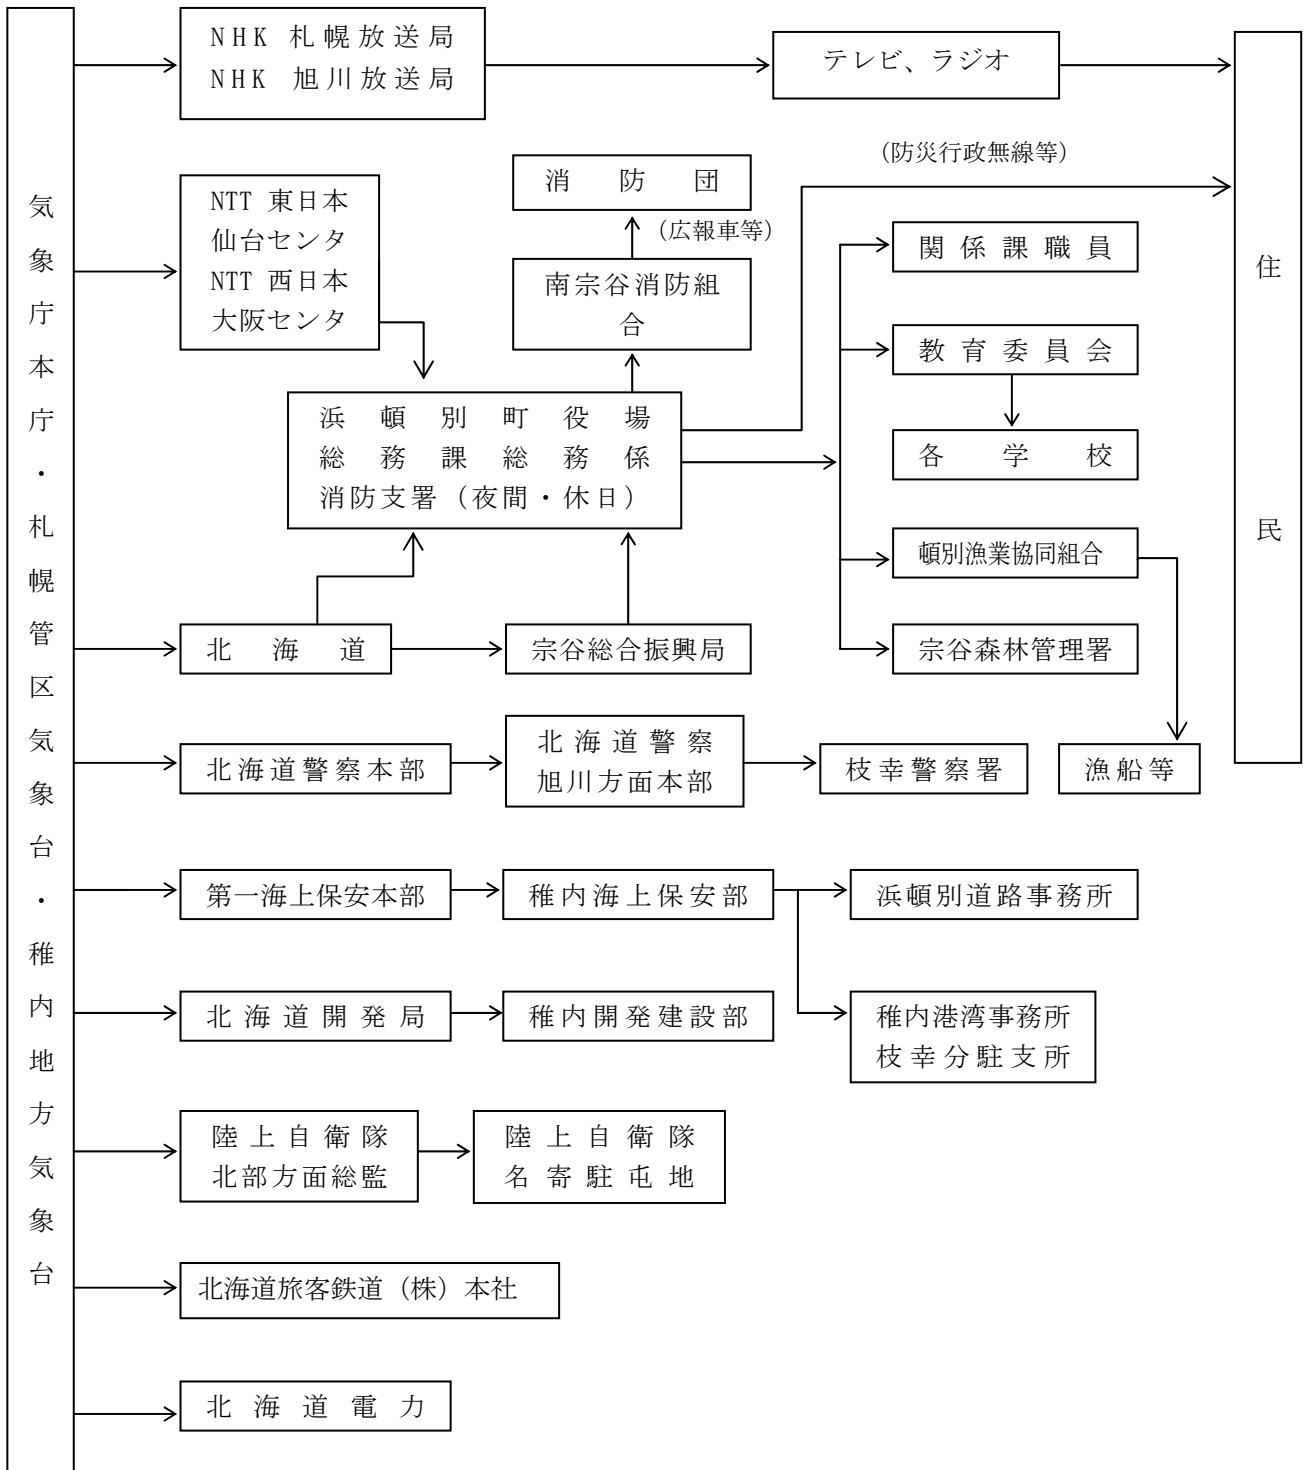 気象庁本庁・札幌管区気象台・稚内地方気象台
NHK 札幌放送局
NHK 旭川放送局
テレビ、ラジオ
住民
(防災行政無線等)
NTT 東日本
仙台センタ
NTT 西日本
大阪センタ
消防団
(広報車等)
南宗谷消防組
合
関係課職員
教育委員会
各学校
浜頓別町役場
総務課総務係
消防支署（夜間・休日）
頓別漁業協同組合
北海道
宗谷総合振興局
宗谷森林管理署
北海道警察本部
北海道警察
旭川方面本部
枝幸警察署
漁船等
第一海上保安本部
稚内海上保安部
浜頓別道路事務所
北海道開発局
稚内開発建設部
稚内港湾事務所
枝幸分駐支所
陸上自衛隊
北部方面総監
陸上自衛隊
名寄駐屯地
北海道旅客鉄道（株）本社
北海道電力